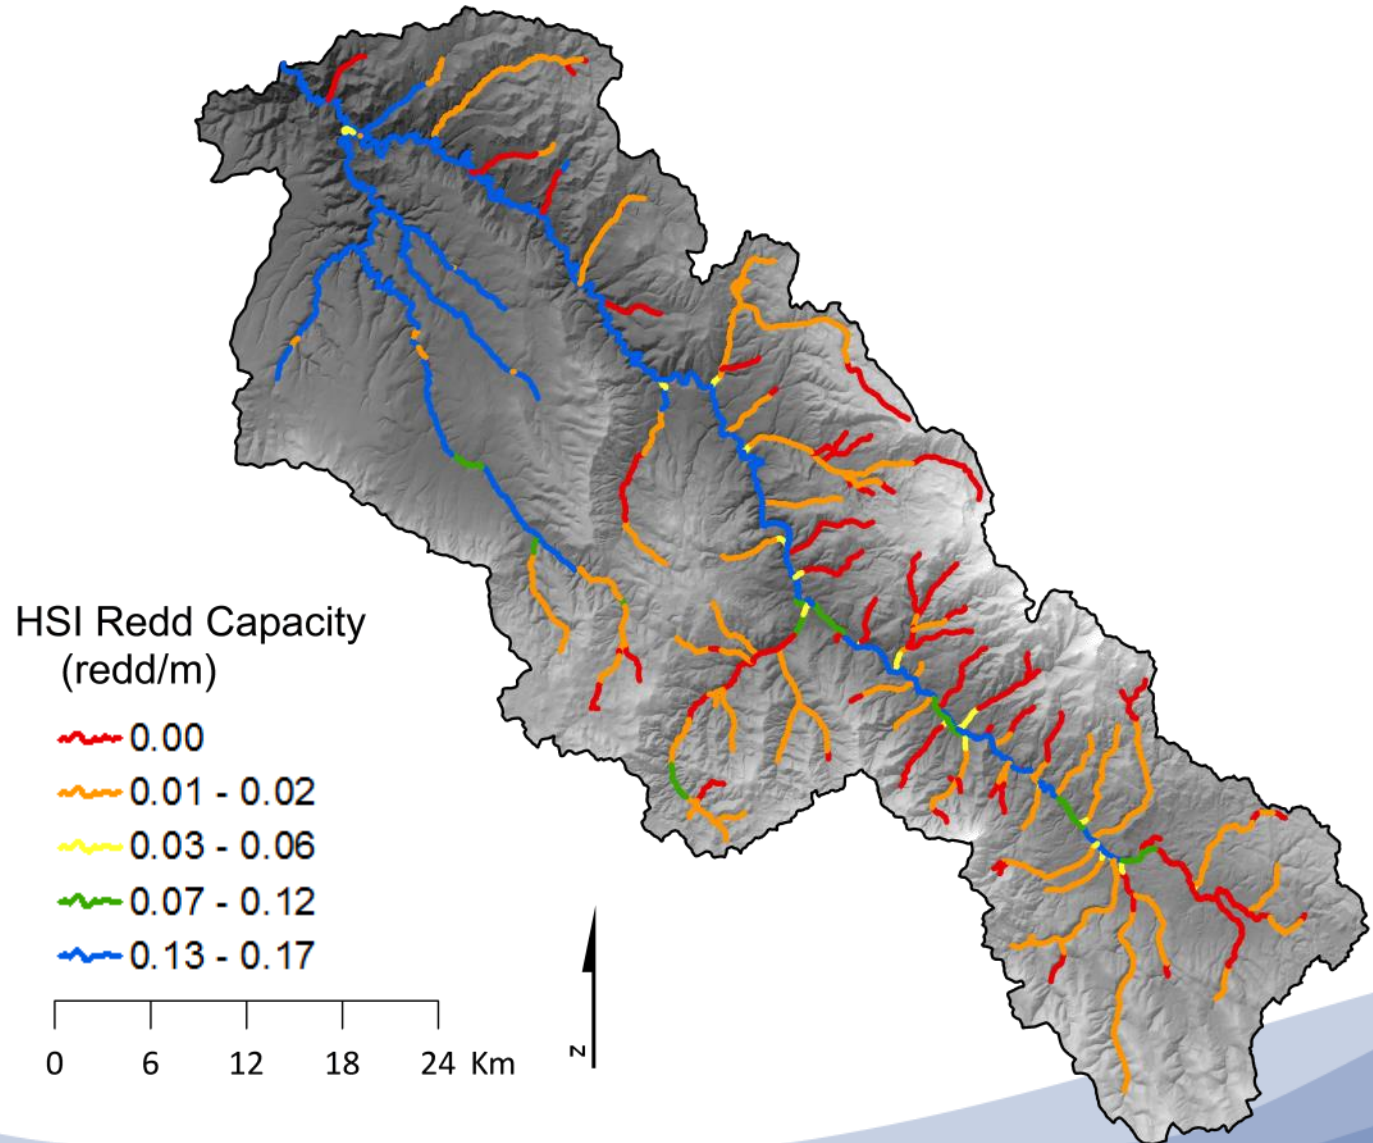 HSI Redd Capacity
(redd/m)
0.00
0.01 - 0.02
0.03 - 0.06
0.07 - 0.12
0.13 - 0.17
0 6 12 18 24 Km
N